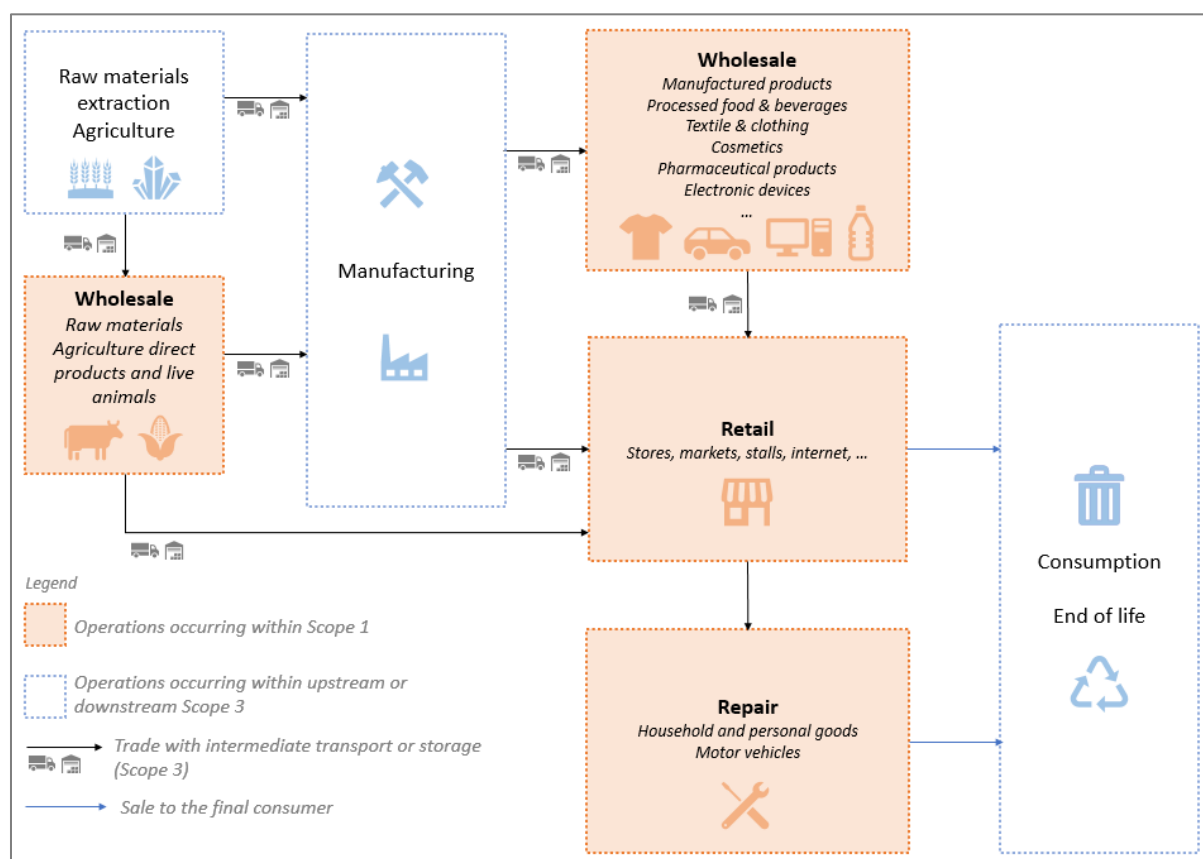 Raw materials
extraction
Agriculture
Wholesale
Manufactured products
Processed food & beverages
Textile & clothing
Cosmetics
Pharmaceutical products
Electronic devices
...
Manufacturing
Wholesale
Raw materials
Agriculture direct
products and live
animals
Retail
Stores, markets, stalls, internet, ...
Consumption
End of life
Repair
Household and personal goods
Motor vehicles
Legend
Operations occurring within Scope 1
Operations occurring within upstream or
downstream Scope 3
Trade with intermediate transport or storage
(Scope 3)
Sale to the final consumer